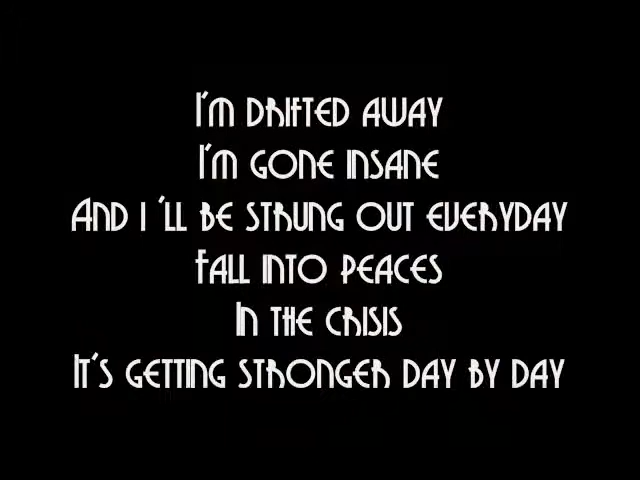 I'm drifted away
I'm gone insane
And I 'll be strung out everyday
Fall into peaces
In the crisis
It's getting stronger day by day